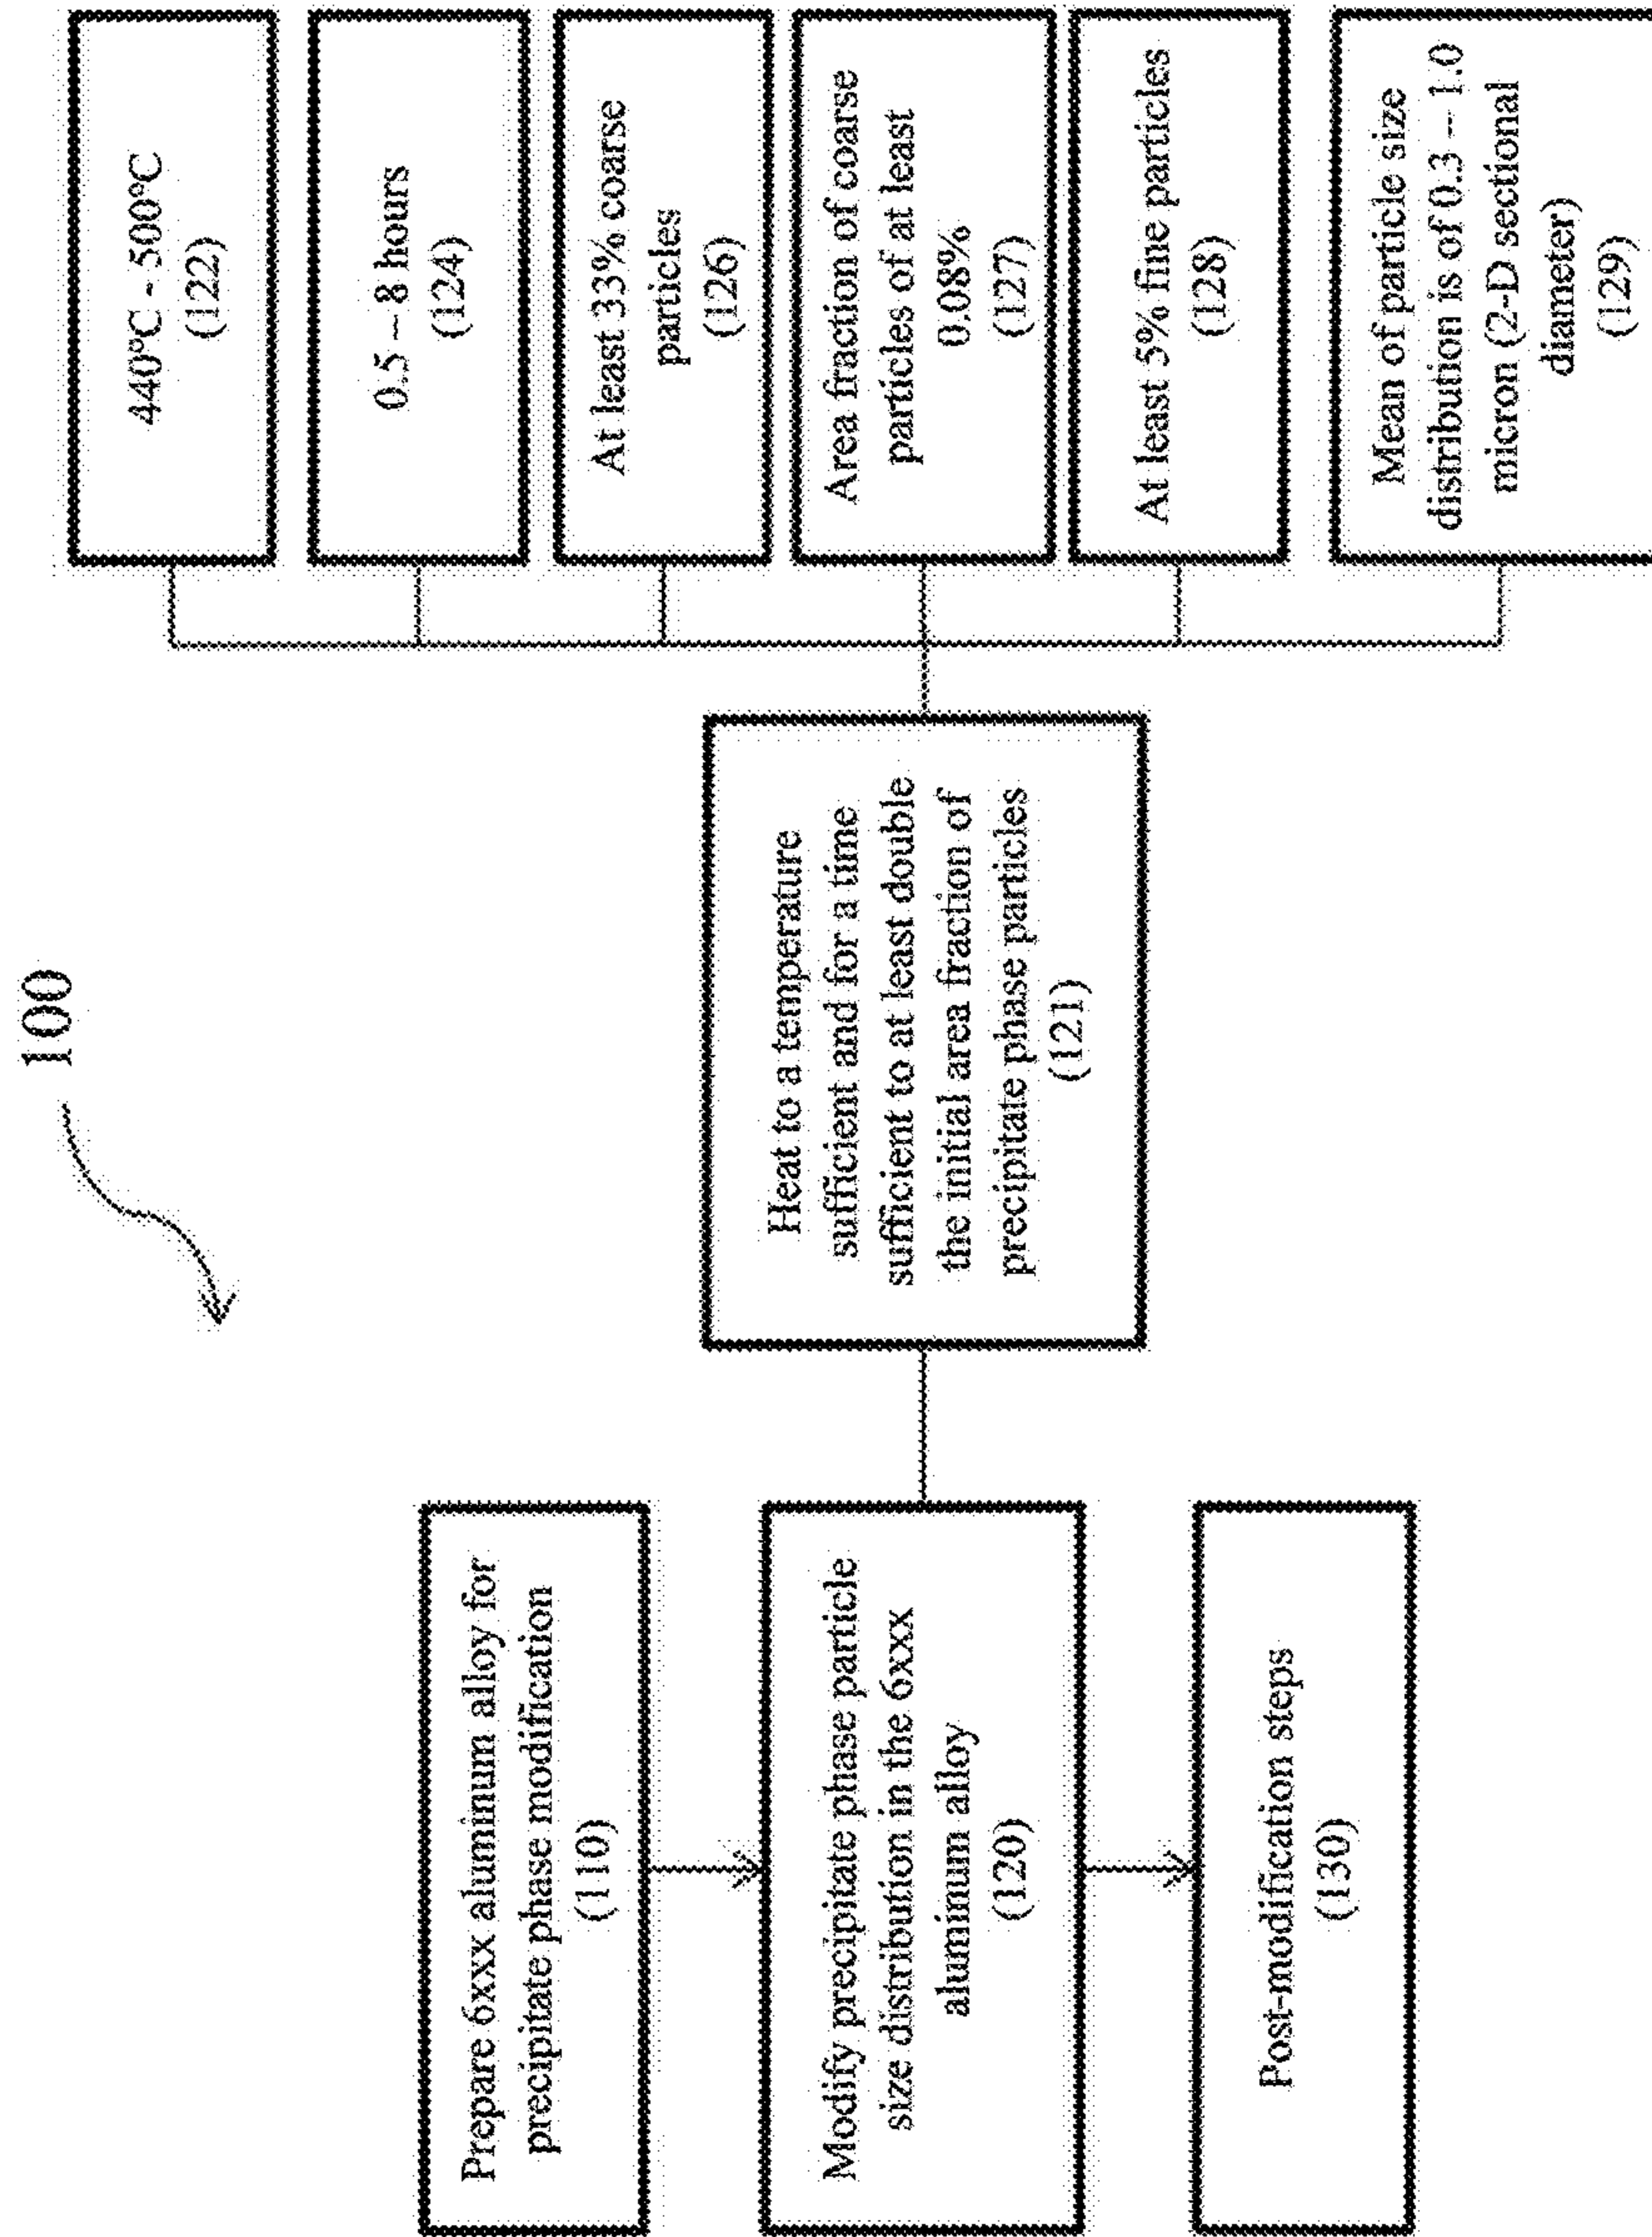 100
Prepare 6xxx aluminum alloy for
precipitate phase modification
(110)
Modify precipitate phase particle
size distribution in the 6xxx
aluminum alloy
(120)
Post-modification steps
(130)
Heat to a temperature
sufficient and for a time
sufficient to at least double
the initial area fraction of
precipitate phase particles
(121)
440ºC - 500ºC
(122)
0.5 – 8 hours
(124)
At least 33% coarse
particles
(126)
Area fraction of coarse
particles of at least
0.08%
(127)
At least 5% fine particles
(128)
Mean of particle size
distribution is of 0.3 – 1.0
micron (2-D sectional
diameter)
(129)